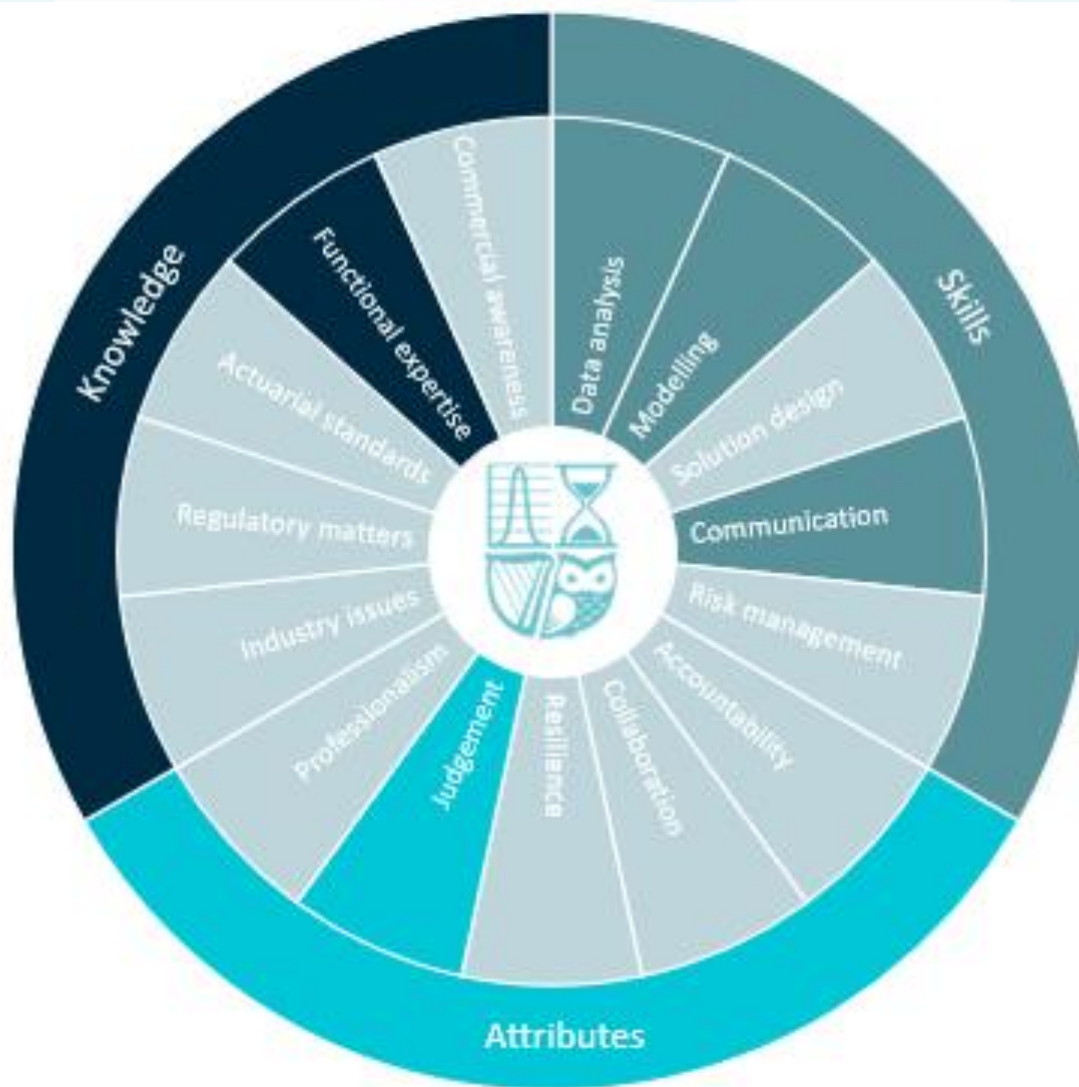 Knowledge
Skills
Attributes
Commercial awareness
Functional expertise
Actuarial standards
Regulatory matters
Industry issues
Professionalism
Judgement
Resilience
Collaboration
Accountability
Risk management
Communication
Solution design
Modelling
Data analysis